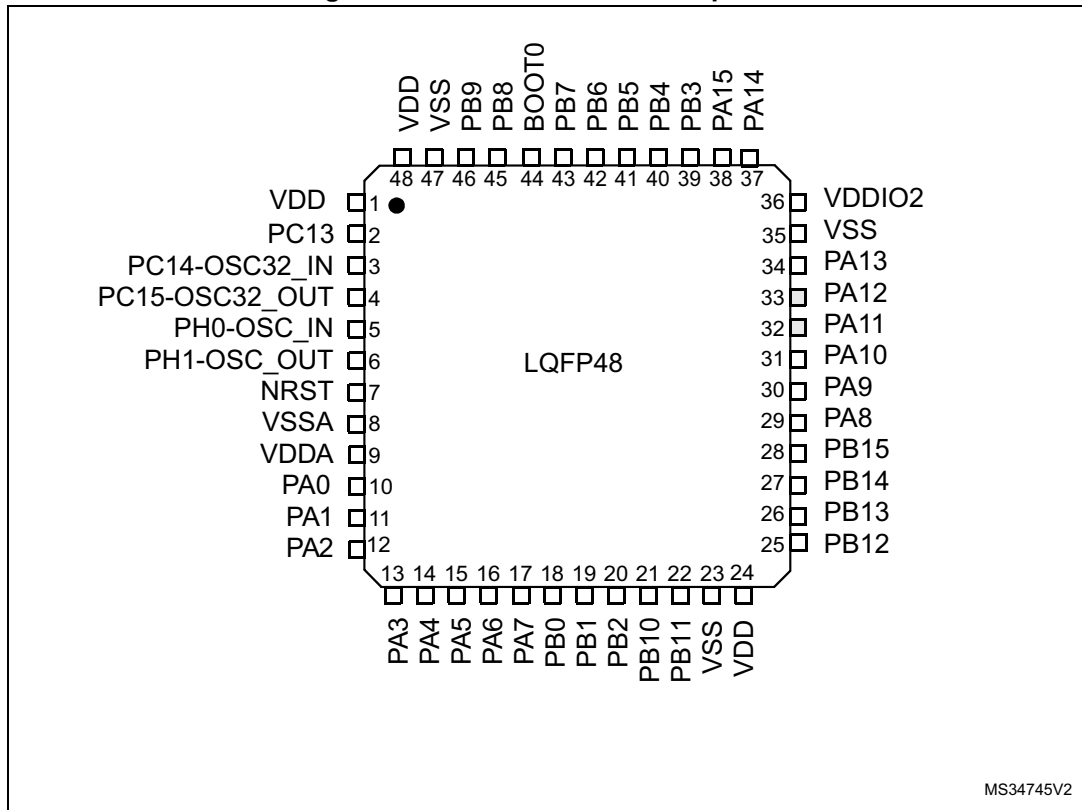 VDD
VSS
PB9
PB8
BOOT0
PB7
PB6
PB5
PB4
PB3
PA15
PA14
48 47 46 45 44 43 42 41 40 39 38 37
VDD 1
PC13 2
PC14-OSC32_IN 3
PC15-OSC32_OUT 4
PH0-OSC_IN 5
PH1-OSC_OUT 6
NRST 7
VSSA 8
VDDA 9
PA0 10
PA1 11
PA2 12
LQFP48
36 VDDIO2
35 VSS
34 PA13
33 PA12
32 PA11
31 PA10
30 PA9
29 PA8
28 PB15
27 PB14
26 PB13
25 PB12
13 14 15 16 17 18 19 20 21 22 23 24
PA3
PA4
PA5
PA6
PA7
PB0
PB1
PB2
PB10
PB11
VSS
VDD
MS34745V2